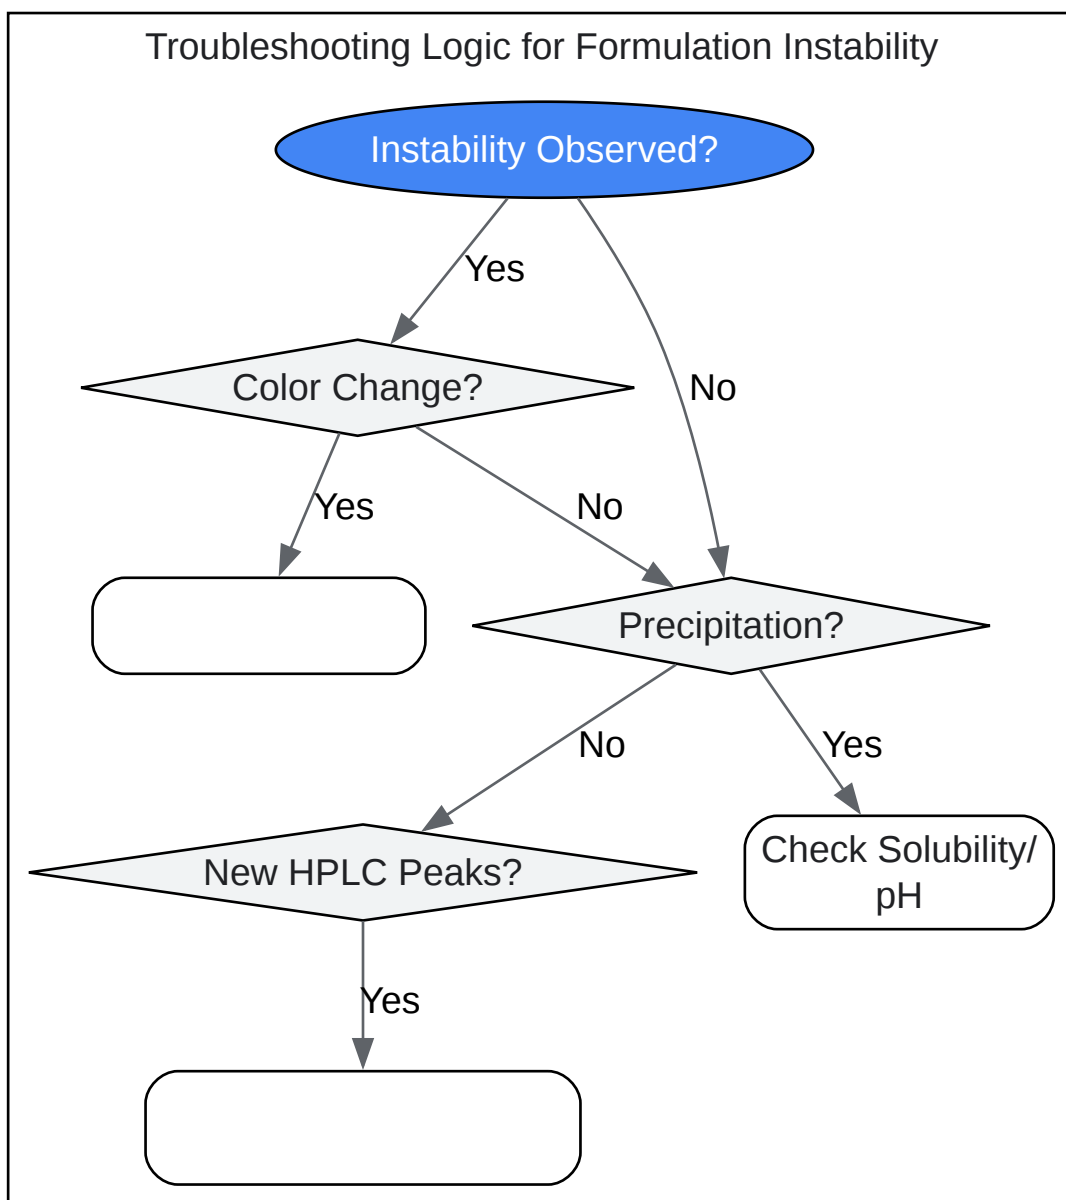 Troubleshooting Logic for Formulation Instability
Instability Observed?
Yes
No
Color Change?
Yes
No
Precipitation?
No
Yes
New HPLC Peaks?
Check Solubility/
pH
Yes